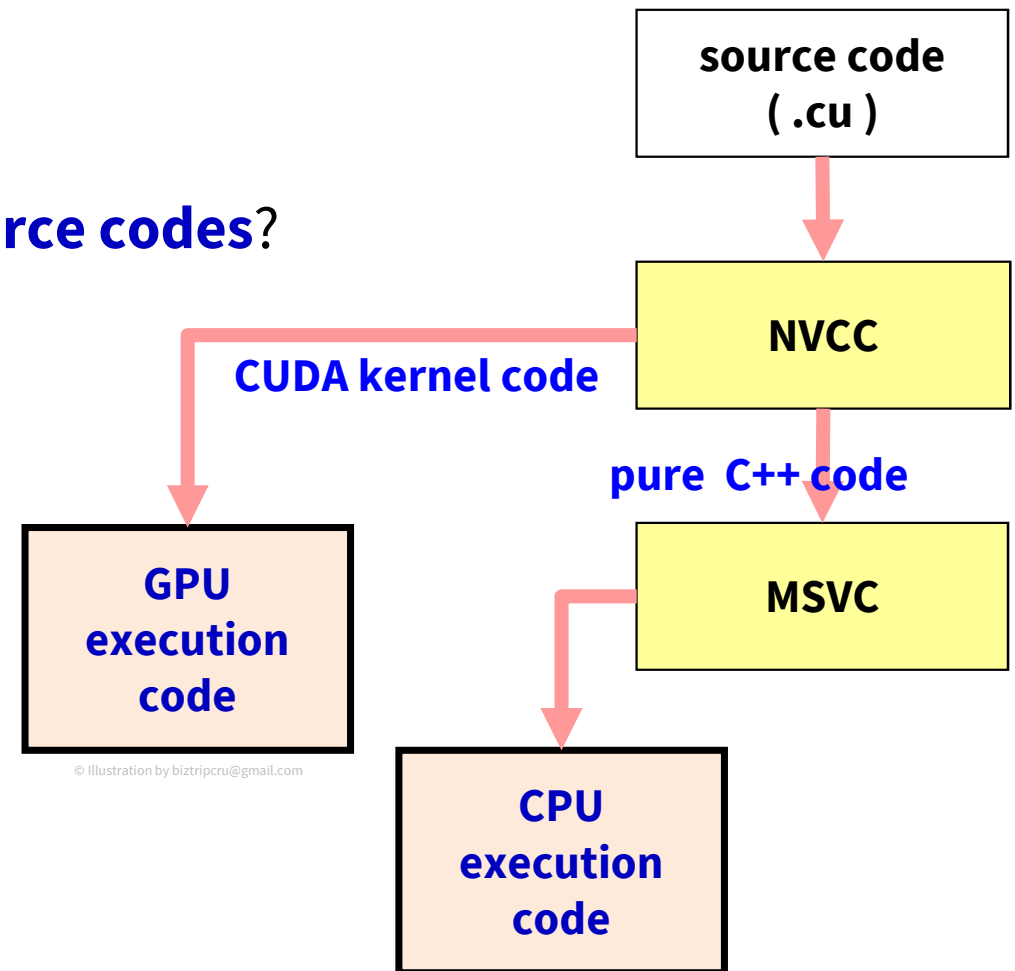 source code
( .cu )
rce codes?
NVCC
CUDA kernel code
pure C++ code
GPU
execution
code
MSVC
© Illustration by biztripcru@gmail.com
CPU
execution
code